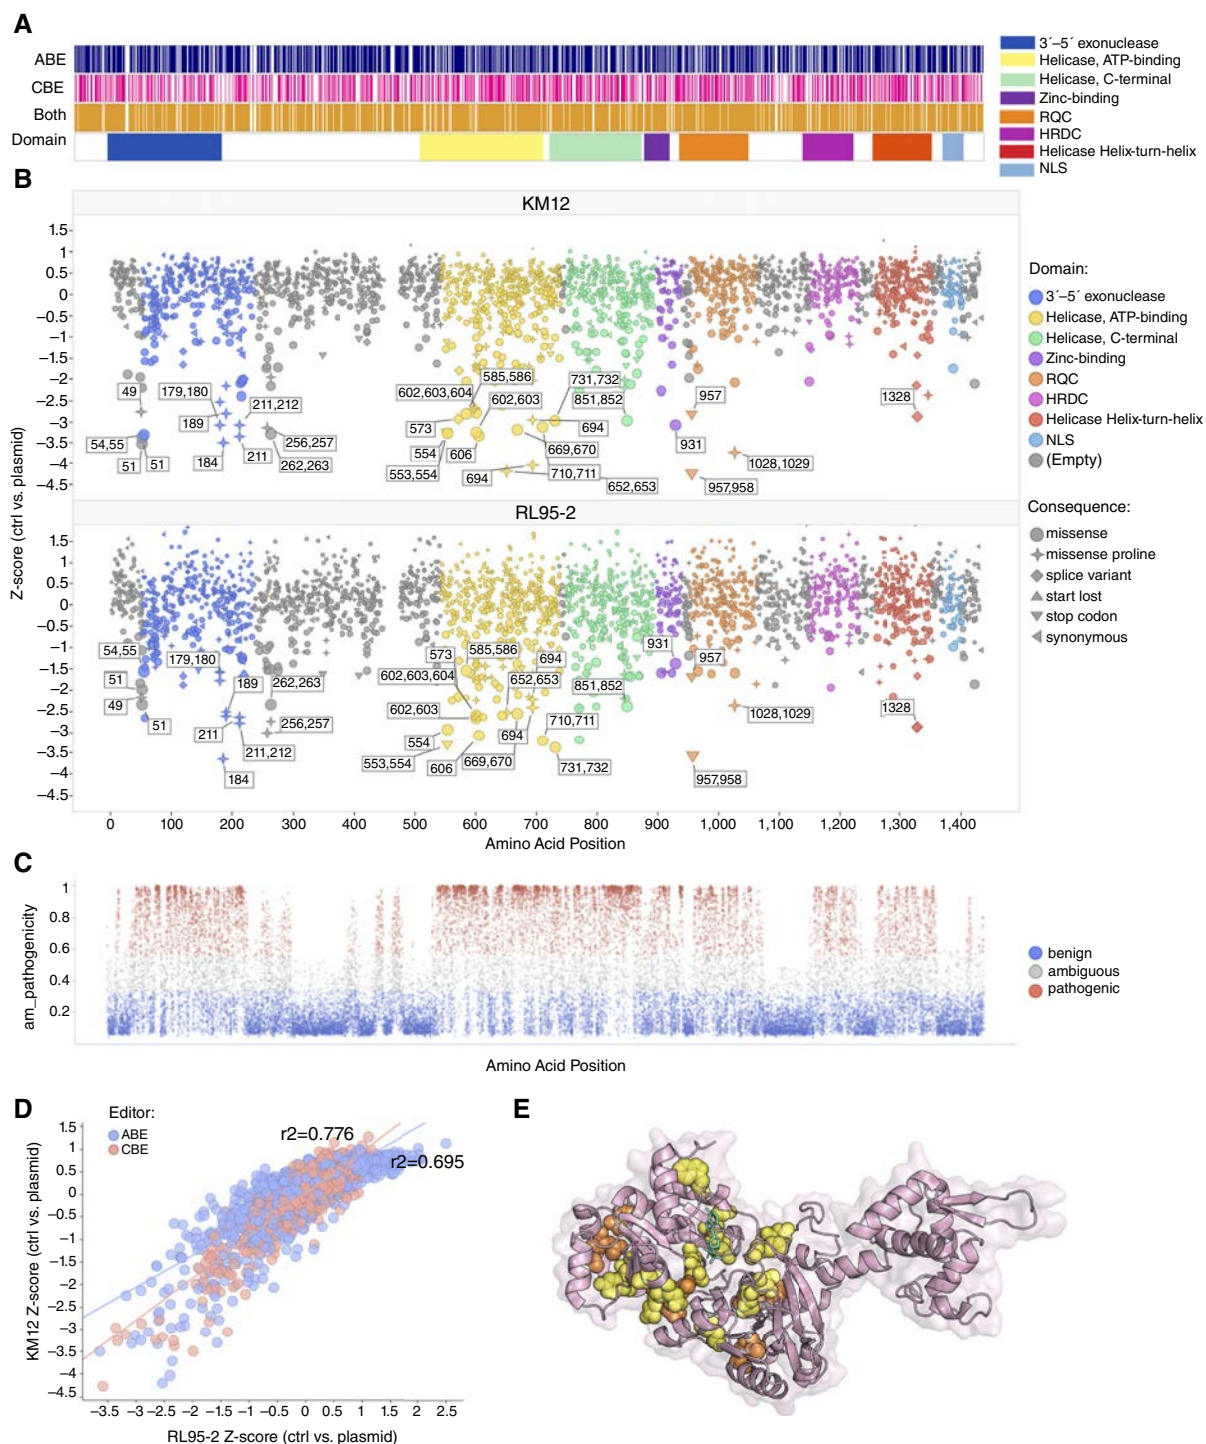 A
ABE
CBE
Both
Domain
3´–5´ exonuclease
Helicase, ATP-binding
Helicase, C-terminal
Zinc-binding
RQC
HRDC
Helicase Helix-turn-helix
NLS
B
KM12
Z-score (ctrl vs. plasmid)
1.5
1
0.5
0
−0.5
−1
−1.5
−2
−2.5
−3
−3.5
−4
−4.5
49
179,180
189
54,55
51
51
184
211
211,212
256,257
262,263
602,603,604
585,586
602,603
573
554
553,554
606
694
731,732
851,852
694
669,670
710,711
652,653
957
931
957,958
1028,1029
1328
Domain:
3´–5´ exonuclease
Helicase, ATP-binding
Helicase, C-terminal
Zinc-binding
RQC
HRDC
Helicase Helix-turn-helix
NLS
(Empty)
Consequence:
missense
missense proline
splice variant
start lost
stop codon
synonymous
RL95-2
1.5
1
0.5
0
−0.5
−1
−1.5
−2
−2.5
−3
−3.5
−4
−4.5
54,55
51
49
51
179,180
189
211
211,212
184
262,263
256,257
573
585,586
602,603,604
602,603
554
553,554
606
669,670
694
652,653
694
710,711
731,732
851,852
931
957
957,958
1028,1029
1328
0
100
200
300
400
500
600
700
800
900
1,000
1,100
1,200
1,300
1,400
Amino Acid Position
C
am_pathogenicity
1
0.8
0.6
0.4
0.2
Amino Acid Position
benign
ambiguous
pathogenic
D
Editor:
ABE
CBE
r2=0.776
r2=0.695
KM12 Z-score (ctrl vs. plasmid)
1.5
1
0.5
0
−0.5
−1
−1.5
−2
−2.5
−3
−3.5
−4
−4.5
−3.5
−3
−2.5
−2
−1.5
−1
−0.5
0
0.5
1
1.5
2
2.5
RL95-2 Z-score (ctrl vs. plasmid)
E